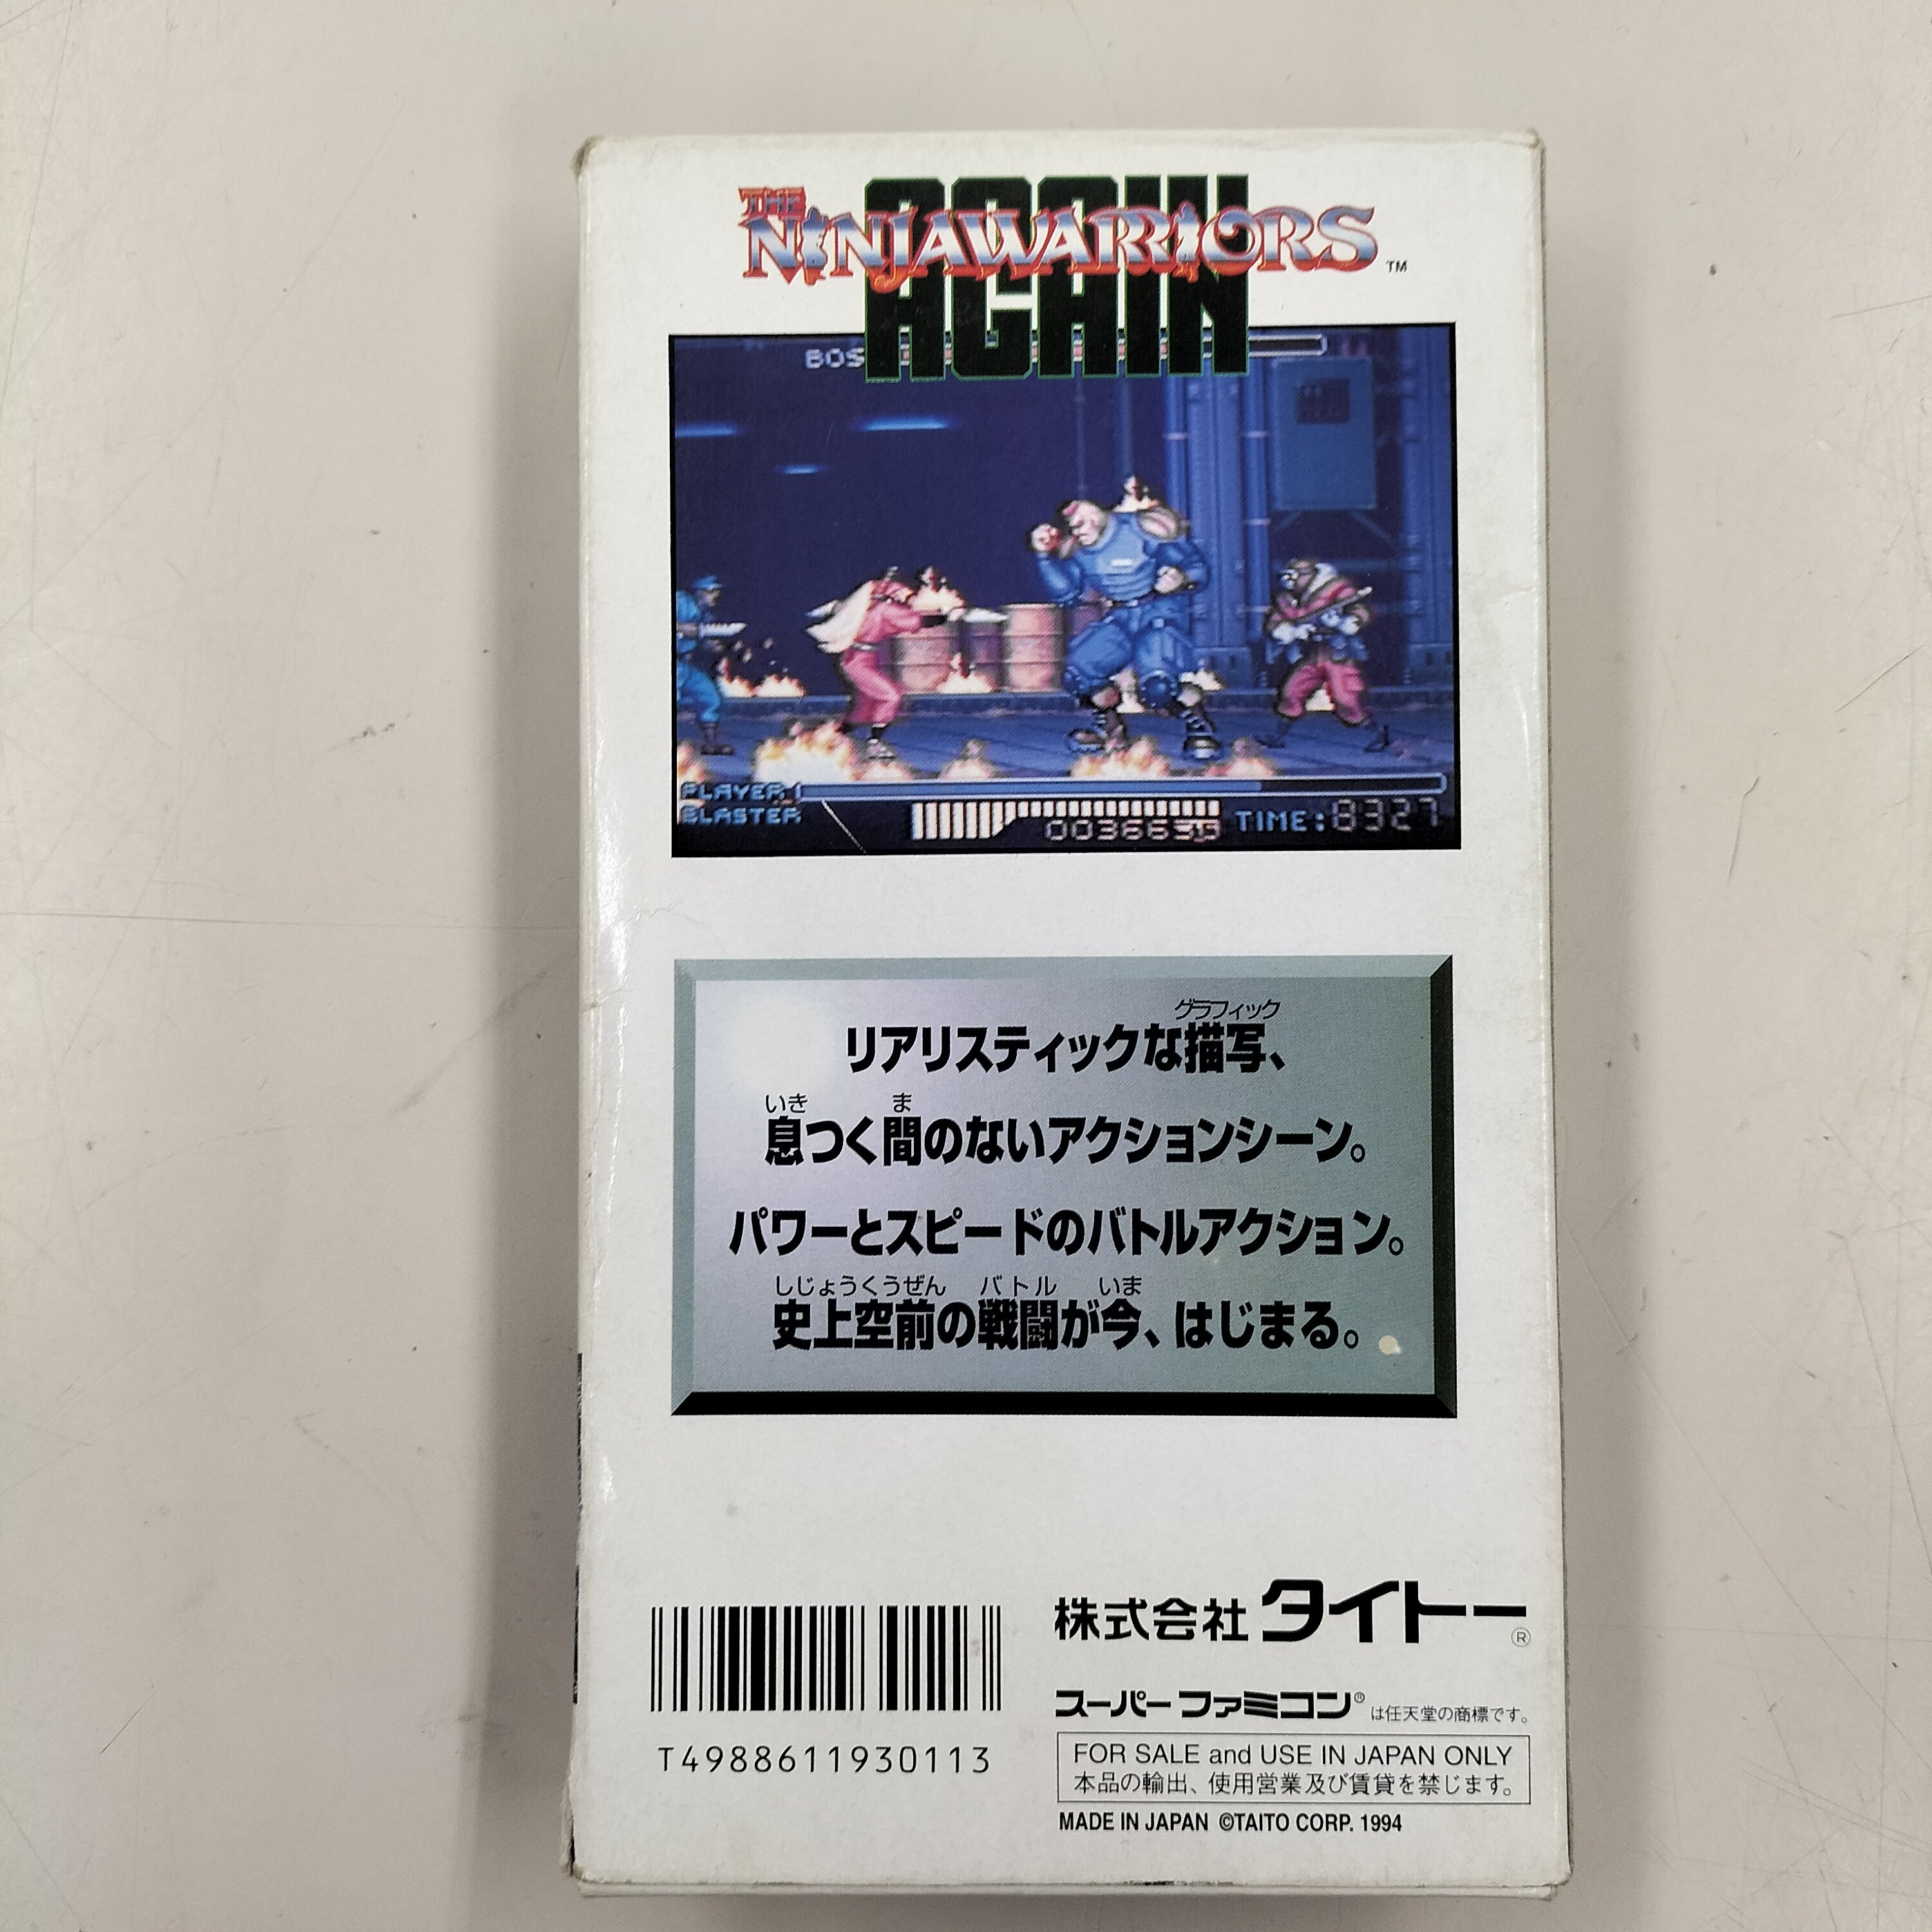 THE
NINJAWARRIORS ™
AGAIN
PLAYER 1
BLASTER
TIME:8327
グラフィック
リアリスティックな描写、
いき ま
息つく間のないアクションシーン。
パワーとスピードのバトルアクション。
しじょうくうぜん バトル いま
史上空前の戦闘が今、はじまる。
株式会社 タイトー®
スーパーファミコン® は任天堂の商標です。
T4988611930113
FOR SALE and USE IN JAPAN ONLY
本品の輸出、使用営業及び賃貸を禁じます。
MADE IN JAPAN ©TAITO CORP. 1994